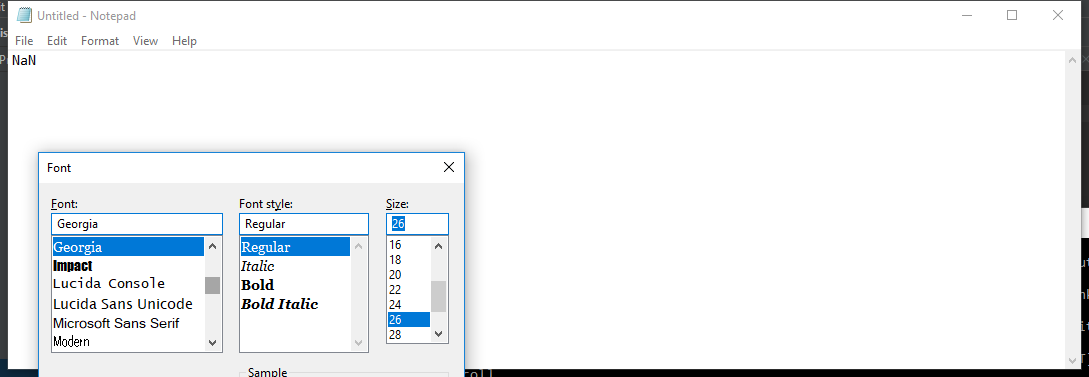 Untitled - Notepad
File Edit Format View Help
NaN
Font
Font: Font style: Size:
Georgia Regular 26
Georgia
Impact
Lucida Console
Lucida Sans Unicode
Microsoft Sans Serif
Modern
Regular
Italic
Bold
Bold Italic
16
18
20
22
24
26
28
Sample